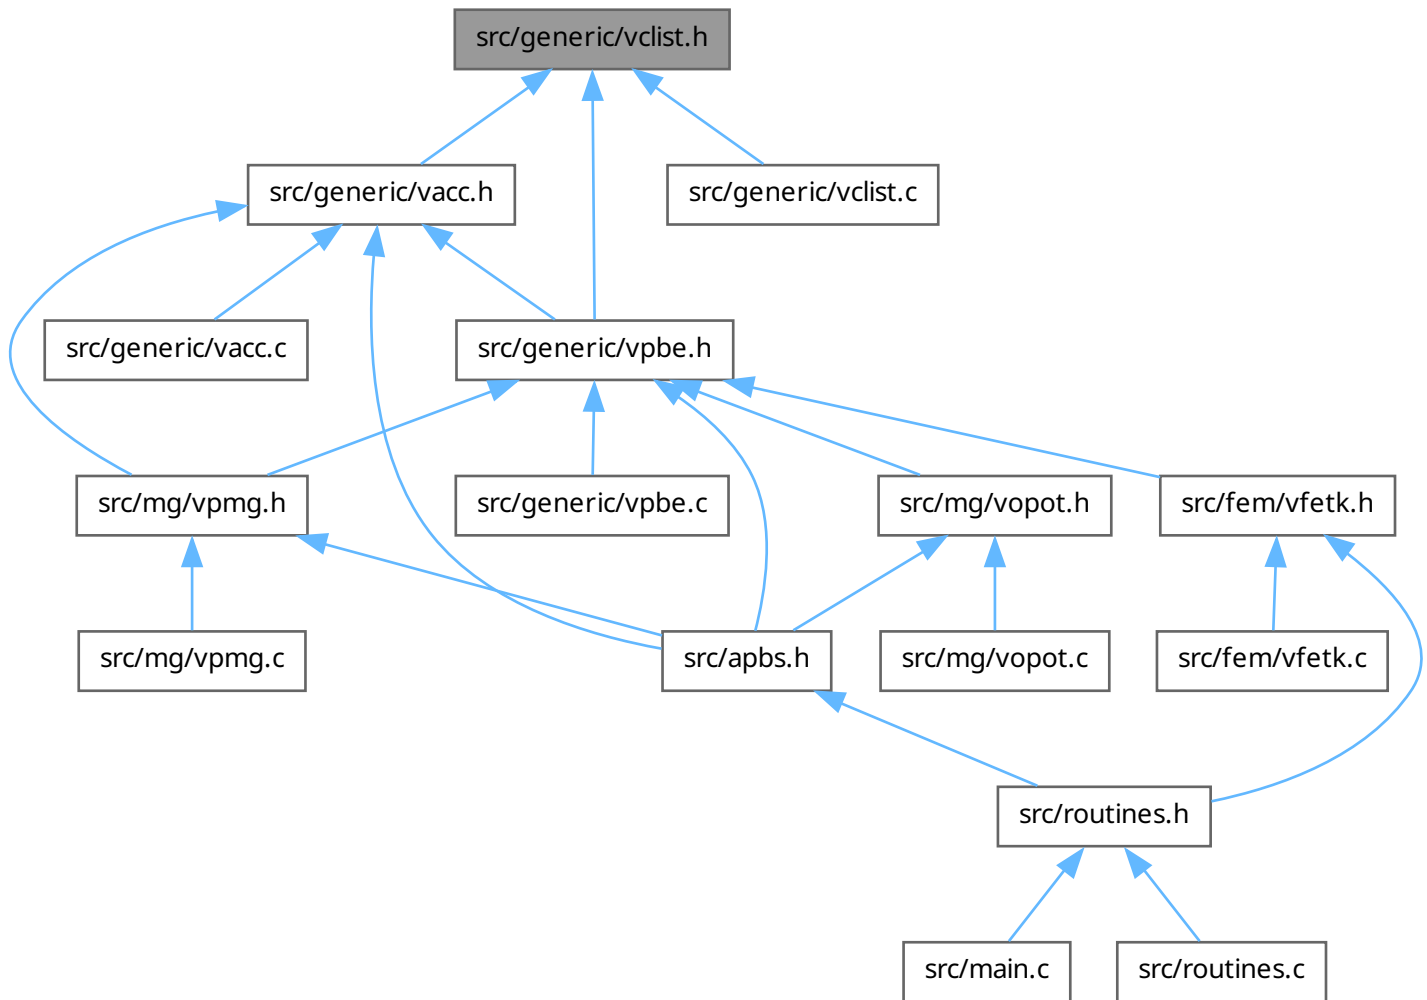 src/generic/vclist.h
src/generic/vacc.h
src/generic/vclist.c
src/generic/vacc.c
src/generic/vpbe.h
src/mg/vpmg.h
src/generic/vpbe.c
src/mg/vopot.h
src/fem/vfetk.h
src/mg/vpmg.c
src/apbs.h
src/mg/vopot.c
src/fem/vfetk.c
src/routines.h
src/main.c
src/routines.c